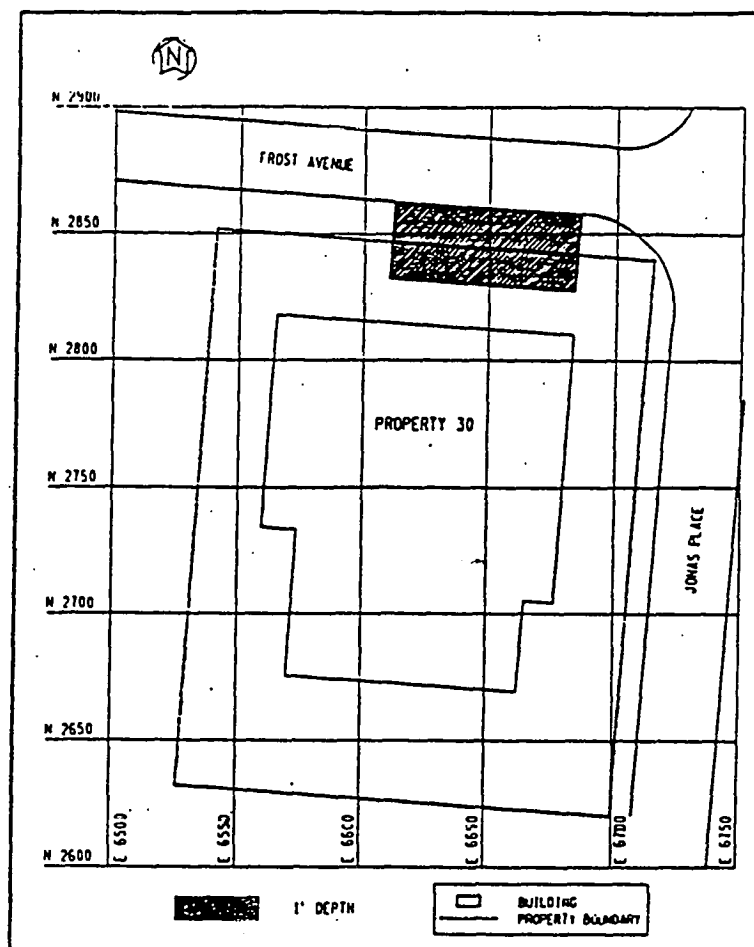 N
N 2900
FROST AVENUE
N 2850
N 2800
PROPERTY 30
N 2750
JONAS PLACE
N 2700
N 2650
N 2600
E 6500
E 6550
E 6600
E 6650
E 6700
E 6750
1' DEPTH
BUILDING
PROPERTY BOUNDARY